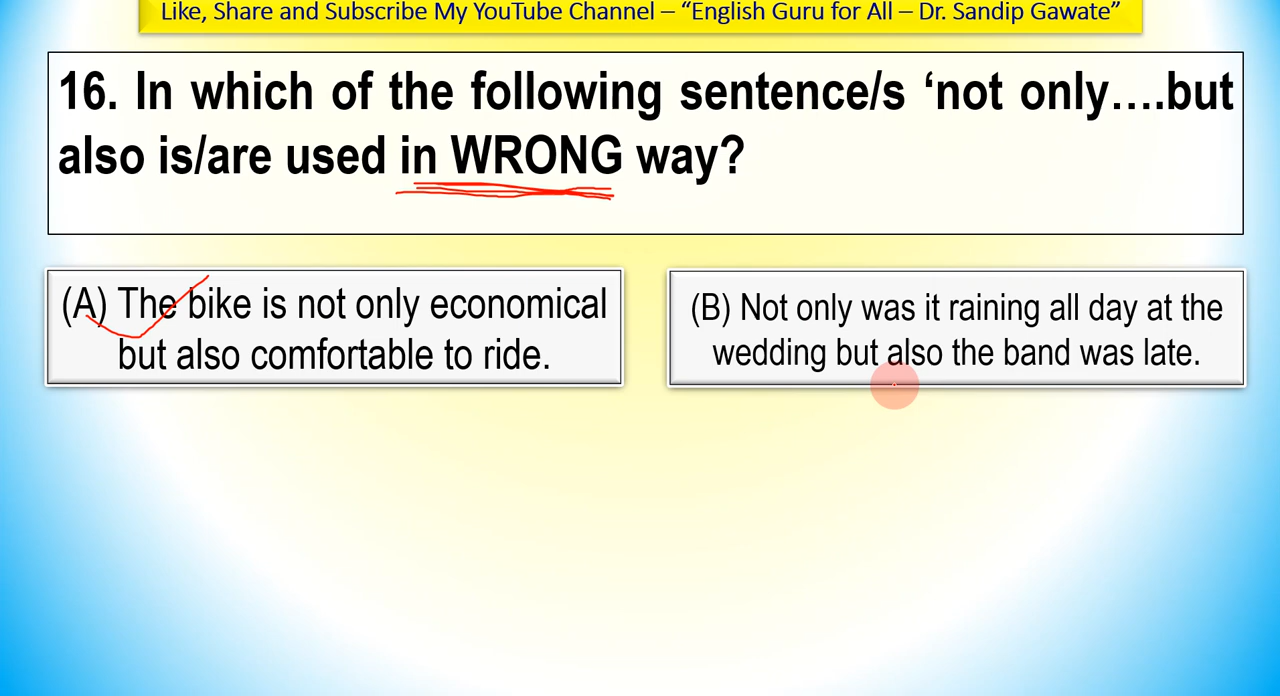 Like, Share and Subscribe My YouTube Channel – “English Guru for All – Dr. Sandip Gawate”
16. In which of the following sentence/s ‘not only….but
also is/are used in WRONG way?
(A) The bike is not only economical
but also comfortable to ride.
(B) Not only was it raining all day at the
wedding but also the band was late.